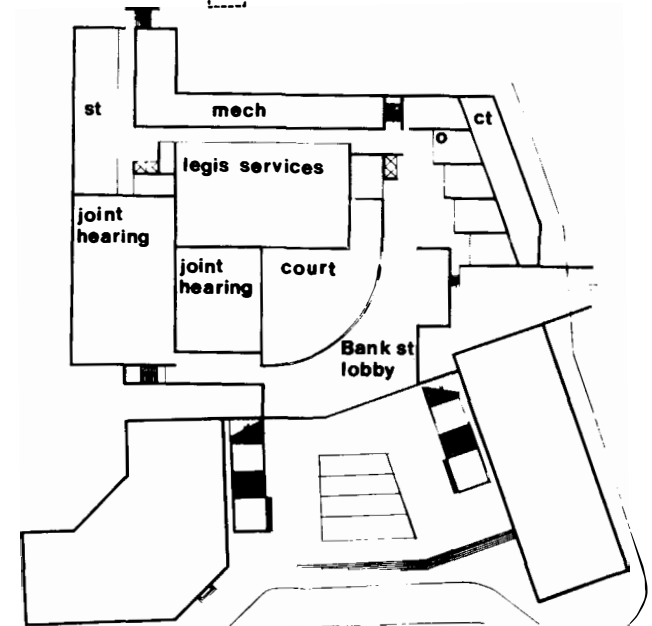 mech
st
ct
o
legis services
joint
hearing
joint
hearing
court
Bank st
lobby